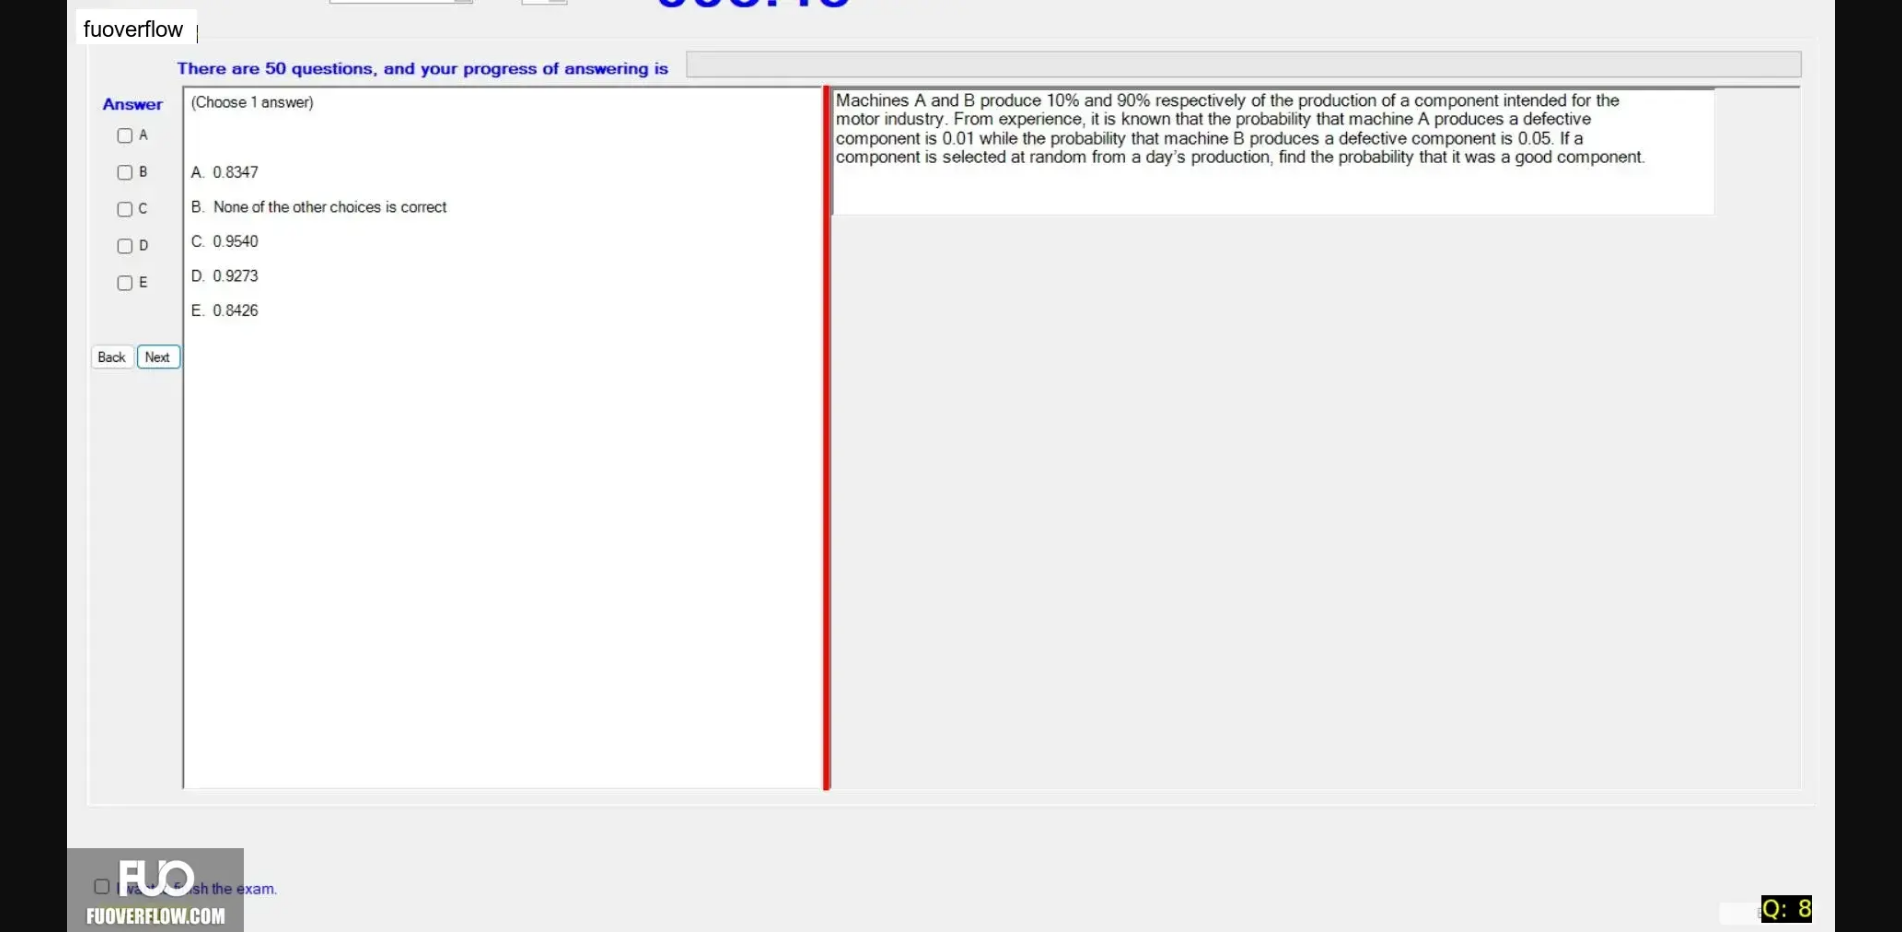 fuoverflow
There are 50 questions, and your progress of answering is
Answer
A
B
C
D
E
Back Next
(Choose 1 answer)
A. 0.8347
B. None of the other choices is correct
C. 0.9540
D. 0.9273
E. 0.8426
Machines A and B produce 10% and 90% respectively of the production of a component intended for the
motor industry. From experience, it is known that the probability that machine A produces a defective
component is 0.01 while the probability that machine B produces a defective component is 0.05. If a
component is selected at random from a day's production, find the probability that it was a good component.
FUO
the exam.
FUOVERFLOW.COM
Q: 8